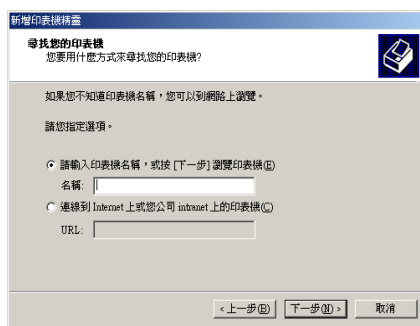 新增印表機精靈
尋找您的印表機
您要用什麼方式來尋找您的印表機?
如果您不知道印表機名稱，您可以到網路上瀏覽。
請您指定選項。
請輸入印表機名稱，或按 [下一步] 瀏覽印表機(E)
名稱:
連線到 Internet 上或您公司 intranet 上的印表機(C)
URL:
<上一步(B) 下一步(N)> 取消